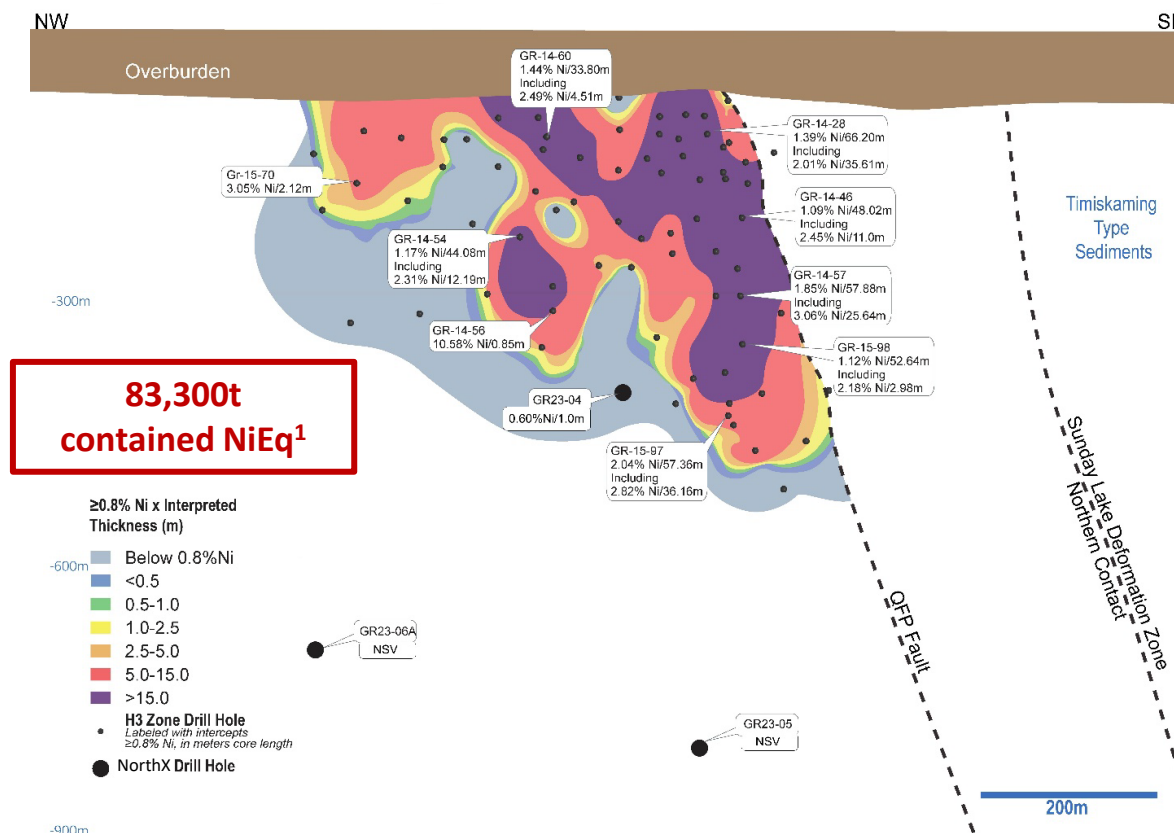 NW
SE
Overburden
GR-14-60
1.44% Ni/33.80m
Including
2.49% Ni/4.51m
GR-14-28
1.39% Ni/66.20m
Including
2.01% Ni/35.61m
Gr-15-70
3.05% Ni/2.12m
GR-14-46
1.09% Ni/48.02m
Including
2.45% Ni/11.0m
Timiskaming
Type
Sediments
GR-14-54
1.17% Ni/44.08m
Including
2.31% Ni/12.19m
GR-14-57
1.85% Ni/57.88m
Including
3.06% Ni/25.64m
-300m
GR-14-56
10.58% Ni/0.85m
GR-15-98
1.12% Ni/52.64m
Including
2.18% Ni/2.98m
83,300t
contained NiEq¹
GR23-04
0.60%Ni/1.0m
GR-15-97
2.04% Ni/57.36m
Including
2.82% Ni/36.16m
Sunday Lake Deformation Zone
Northern Contact
QFP Fault
≥0.8% Ni x Interpreted
Thickness (m)
Below 0.8%Ni
-600m
<0.5
0.5-1.0
1.0-2.5
2.5-5.0
5.0-15.0
>15.0
H3 Zone Drill Hole
Labeled with intercepts
≥0.8% Ni, in meters core length
NorthX Drill Hole
GR23-06A
NSV
GR23-05
NSV
200m
-900m